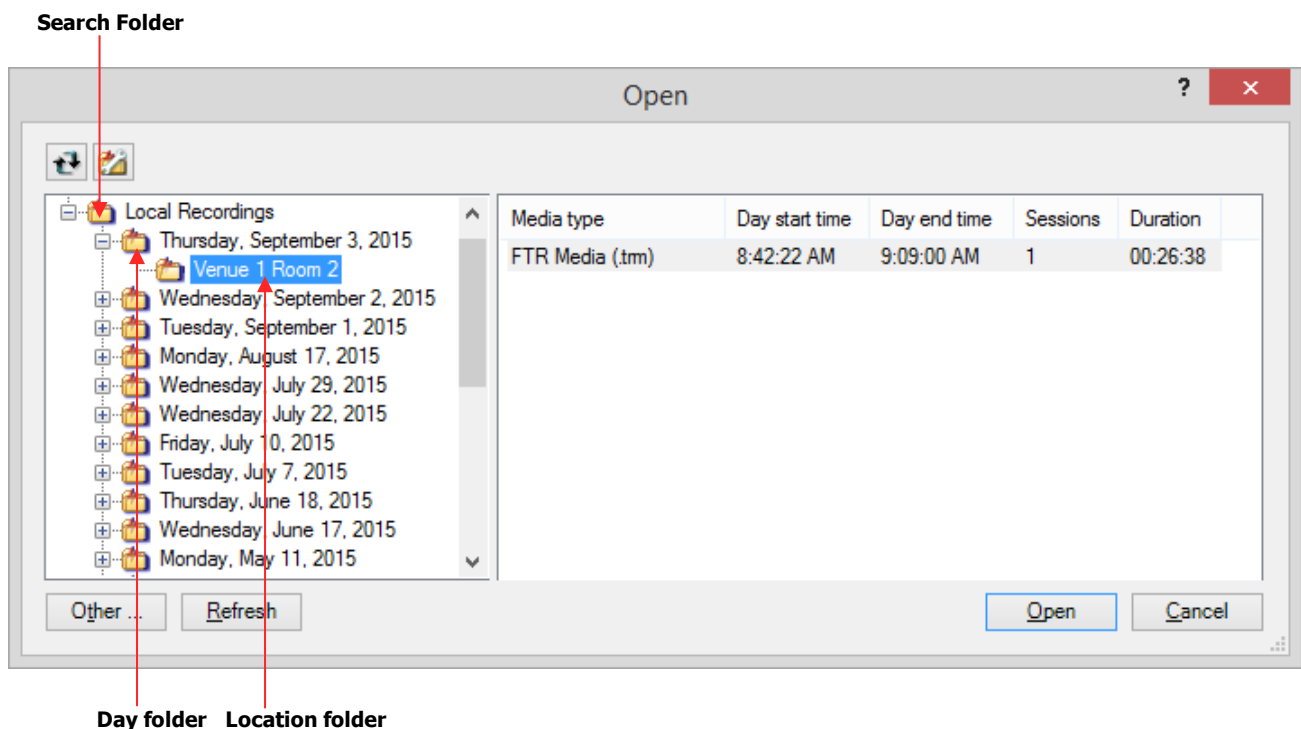 Search Folder
Open
?
Local Recordings
Thursday, September 3, 2015
Venue 1 Room 2
Wednesday, September 2, 2015
Tuesday, September 1, 2015
Monday, August 17, 2015
Wednesday, July 29, 2015
Wednesday, July 22, 2015
Friday, July 10, 2015
Tuesday, July 7, 2015
Thursday, June 18, 2015
Wednesday, June 17, 2015
Monday, May 11, 2015
Media type Day start time Day end time Sessions Duration
FTR Media (.trm) 8:42:22 AM 9:09:00 AM 1 00:26:38
Other ... Refresh Open Cancel
Day folder Location folder